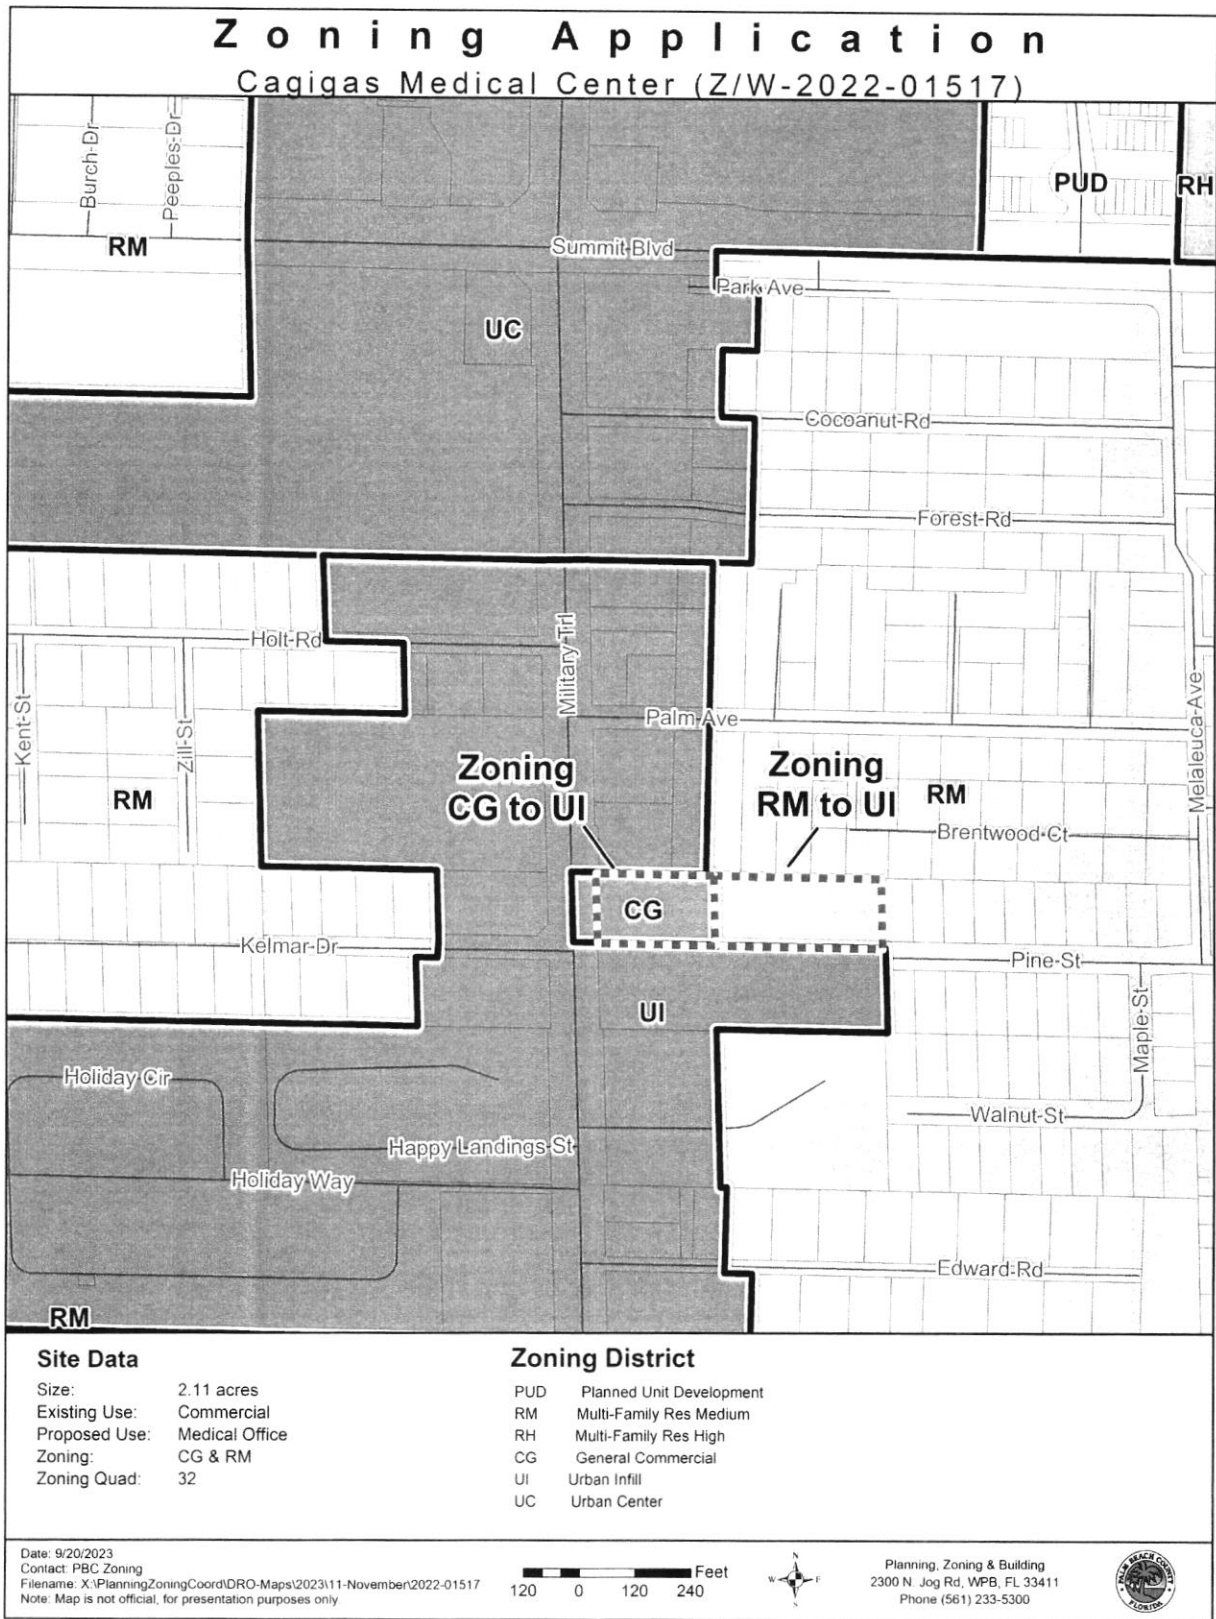 Zoning Application
Cagigas Medical Center (Z/W-2022-01517)
Burch-Dr
Peeples-Dr
PUD
RH
RM
Summit Blvd
Park Ave
UC
Cocoanut-Rd
Forest-Rd
Holt-Rd
Military Trl
Kent-St
Zill-St
Palm-Ave
Melaleuca-Ave
Zoning
CG to UI
Zoning
RM to UI
RM
RM
Brentwood-Ct
CG
Kelmar-Dr
Pine-St
UI
Maple-St
Holiday Cir
Walnut-St
Happy Landings St
Holiday Way
Edward-Rd
RM
Site Data
Size: 2.11 acres
Existing Use: Commercial
Proposed Use: Medical Office
Zoning: CG & RM
Zoning Quad: 32
Zoning District
PUD Planned Unit Development
RM Multi-Family Res Medium
RH Multi-Family Res High
CG General Commercial
UI Urban Infill
UC Urban Center
Date: 9/20/2023
Contact: PBC Zoning
Filename: X:\PlanningZoningCoord\DRO-Maps\2023\11-November\2022-01517
Note: Map is not official, for presentation purposes only
Feet
120 0 120 240
N
W
S
Planning, Zoning & Building
2300 N. Jog Rd, WPB, FL 33411
Phone (561) 233-5300
PALM BEACH COUNTY
FLORIDA